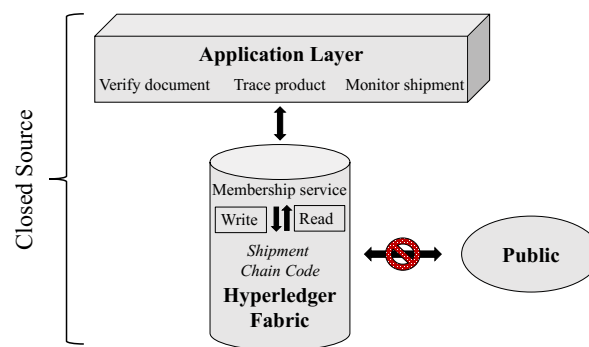 Closed Source
Application Layer
Verify document Trace product Monitor shipment
Membership service
Write Read
Shipment
Chain Code
Hyperledger
Fabric
Public